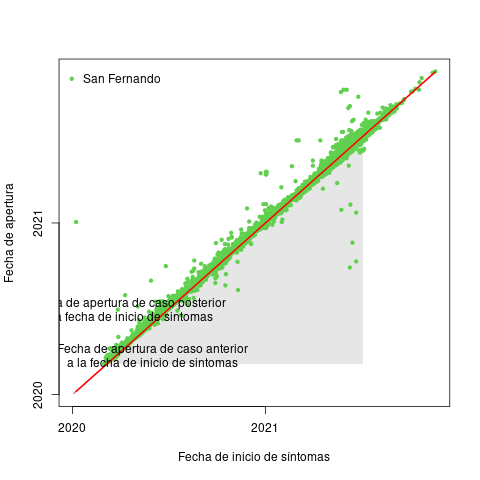 San Fernando
Fecha de apertura
2021
2020
a de apertura de caso posterior
a fecha de inicio de síntomas
Fecha de apertura de caso anterior
a la fecha de inicio de síntomas
2020
2021
Fecha de inicio de síntomas